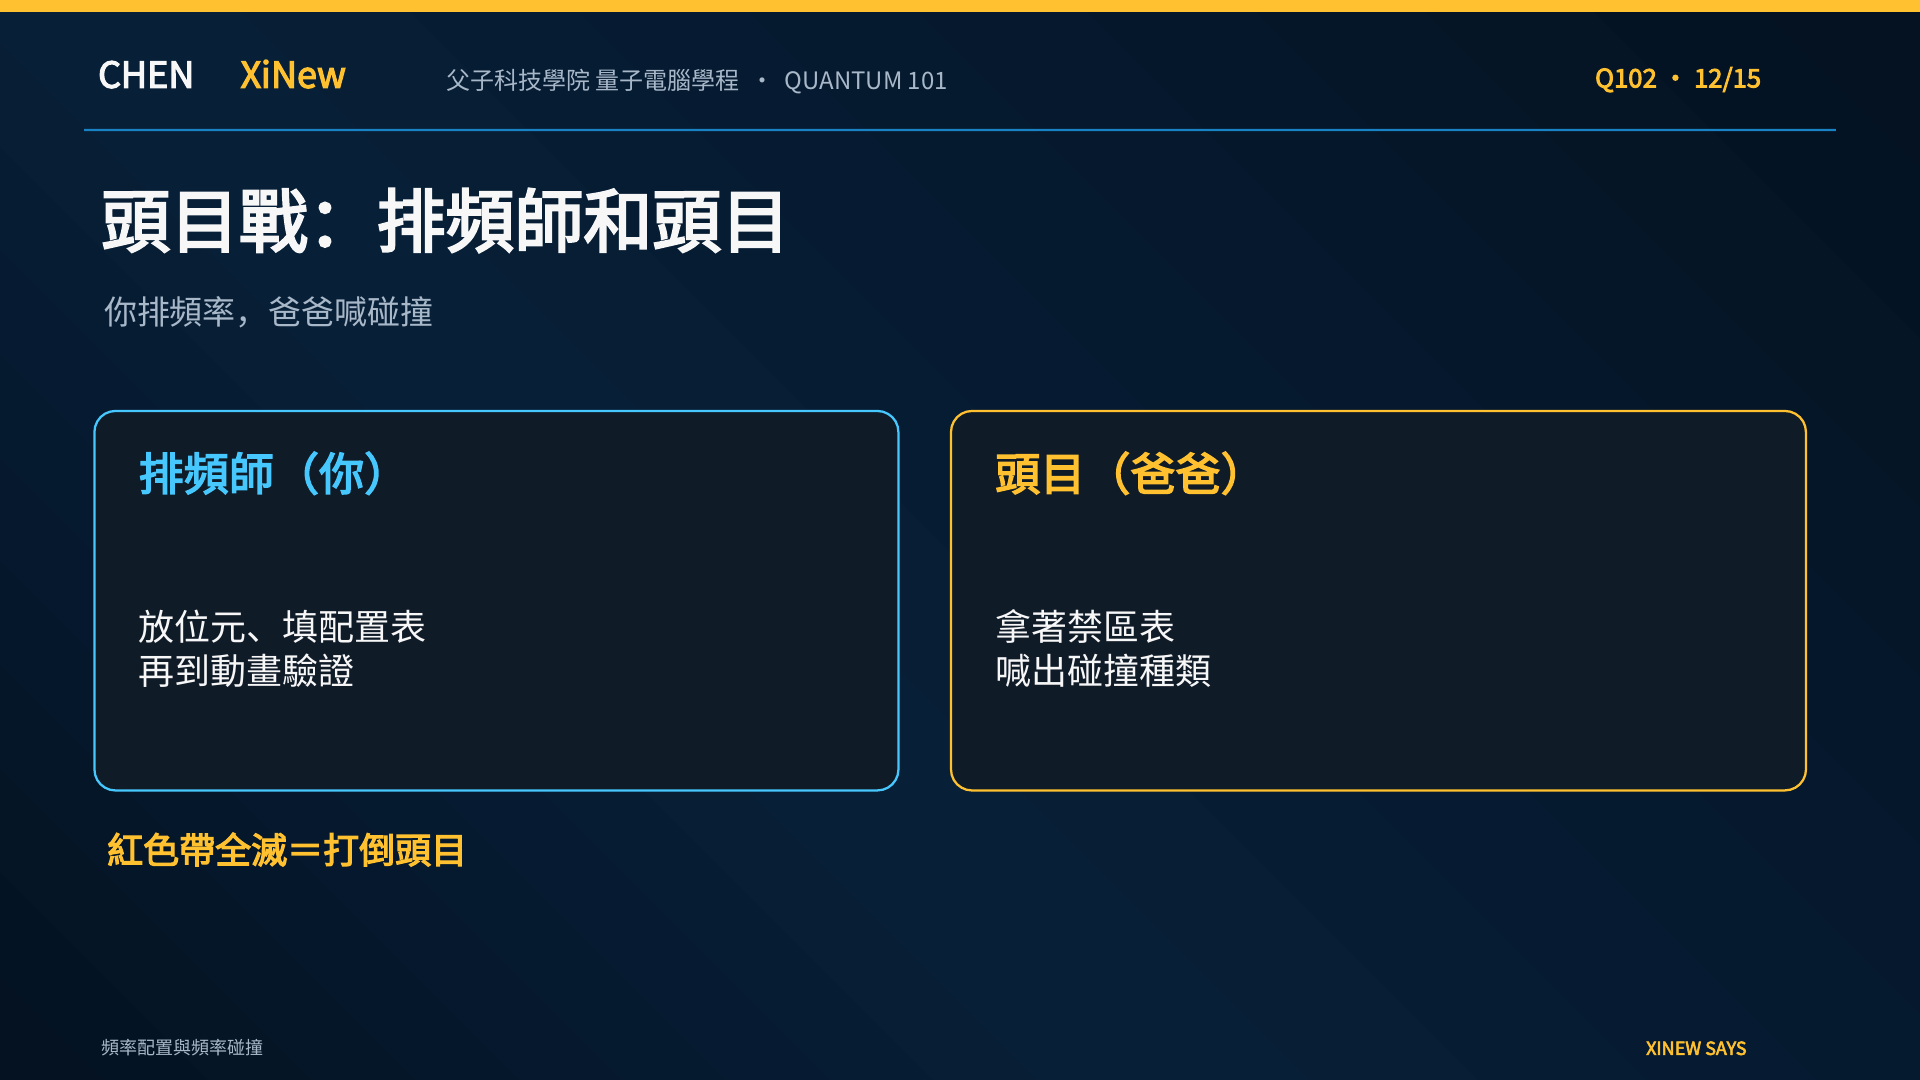 CHEN XiNew 父子科技學院 量子電腦學程 · QUANTUM 101 Q102 · 12/15
頭目戰：排頻師和頭目
你排頻率，爸爸喊碰撞
排頻師（你）
放位元、填配置表
再到動畫驗證
頭目（爸爸）
拿著禁區表
喊出碰撞種類
紅色帶全滅＝打倒頭目
頻率配置與頻率碰撞 XINEW SAYS